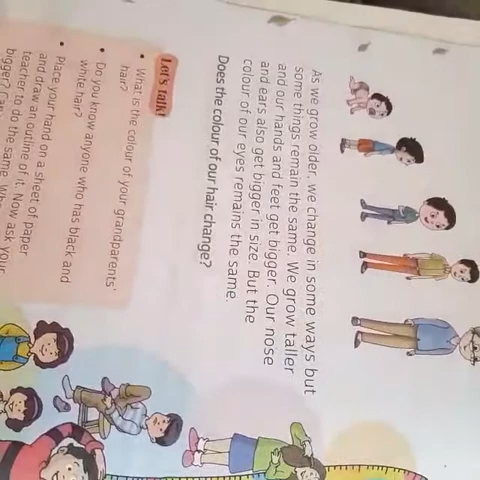 As we grow older, we change in some ways but
some things remain the same. We grow taller
and our hands and feet get bigger. Our nose
and ears also get bigger in size. But the
colour of our eyes remains the same.
Does the colour of our hair change?
Let's talk!
• What is the colour of your grandparents'
hair?
• Do you know anyone who has black and
white hair?
• Place your hand on a sheet of paper
and draw an outline of it. Now ask your
teacher to do the same.
bigger?